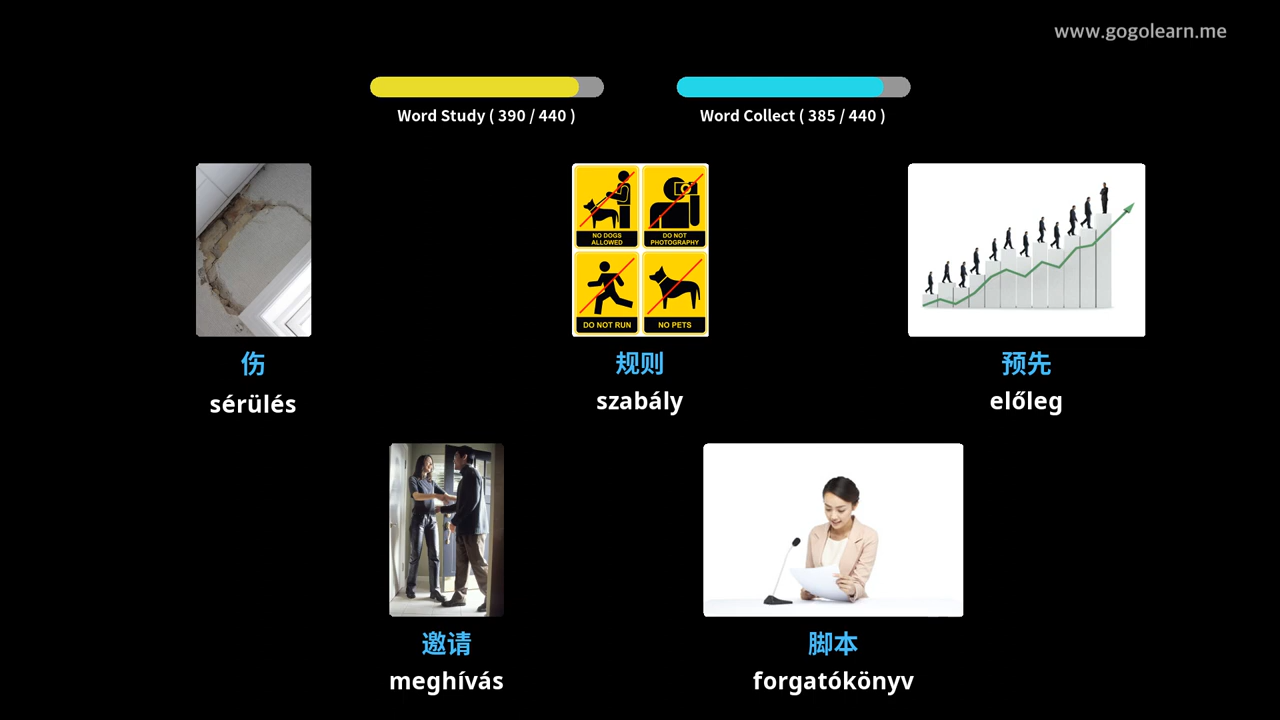 www.gogolearn.me
Word Study ( 390 / 440 )
Word Collect ( 385 / 440 )
NO DOGS
ALLOWED
DO NOT
PHOTOGRAPHY
DO NOT RUN
NO PETS
伤
规则
预先
sérülés
szabály
előleg
邀请
脚本
meghívás
forgatókönyv